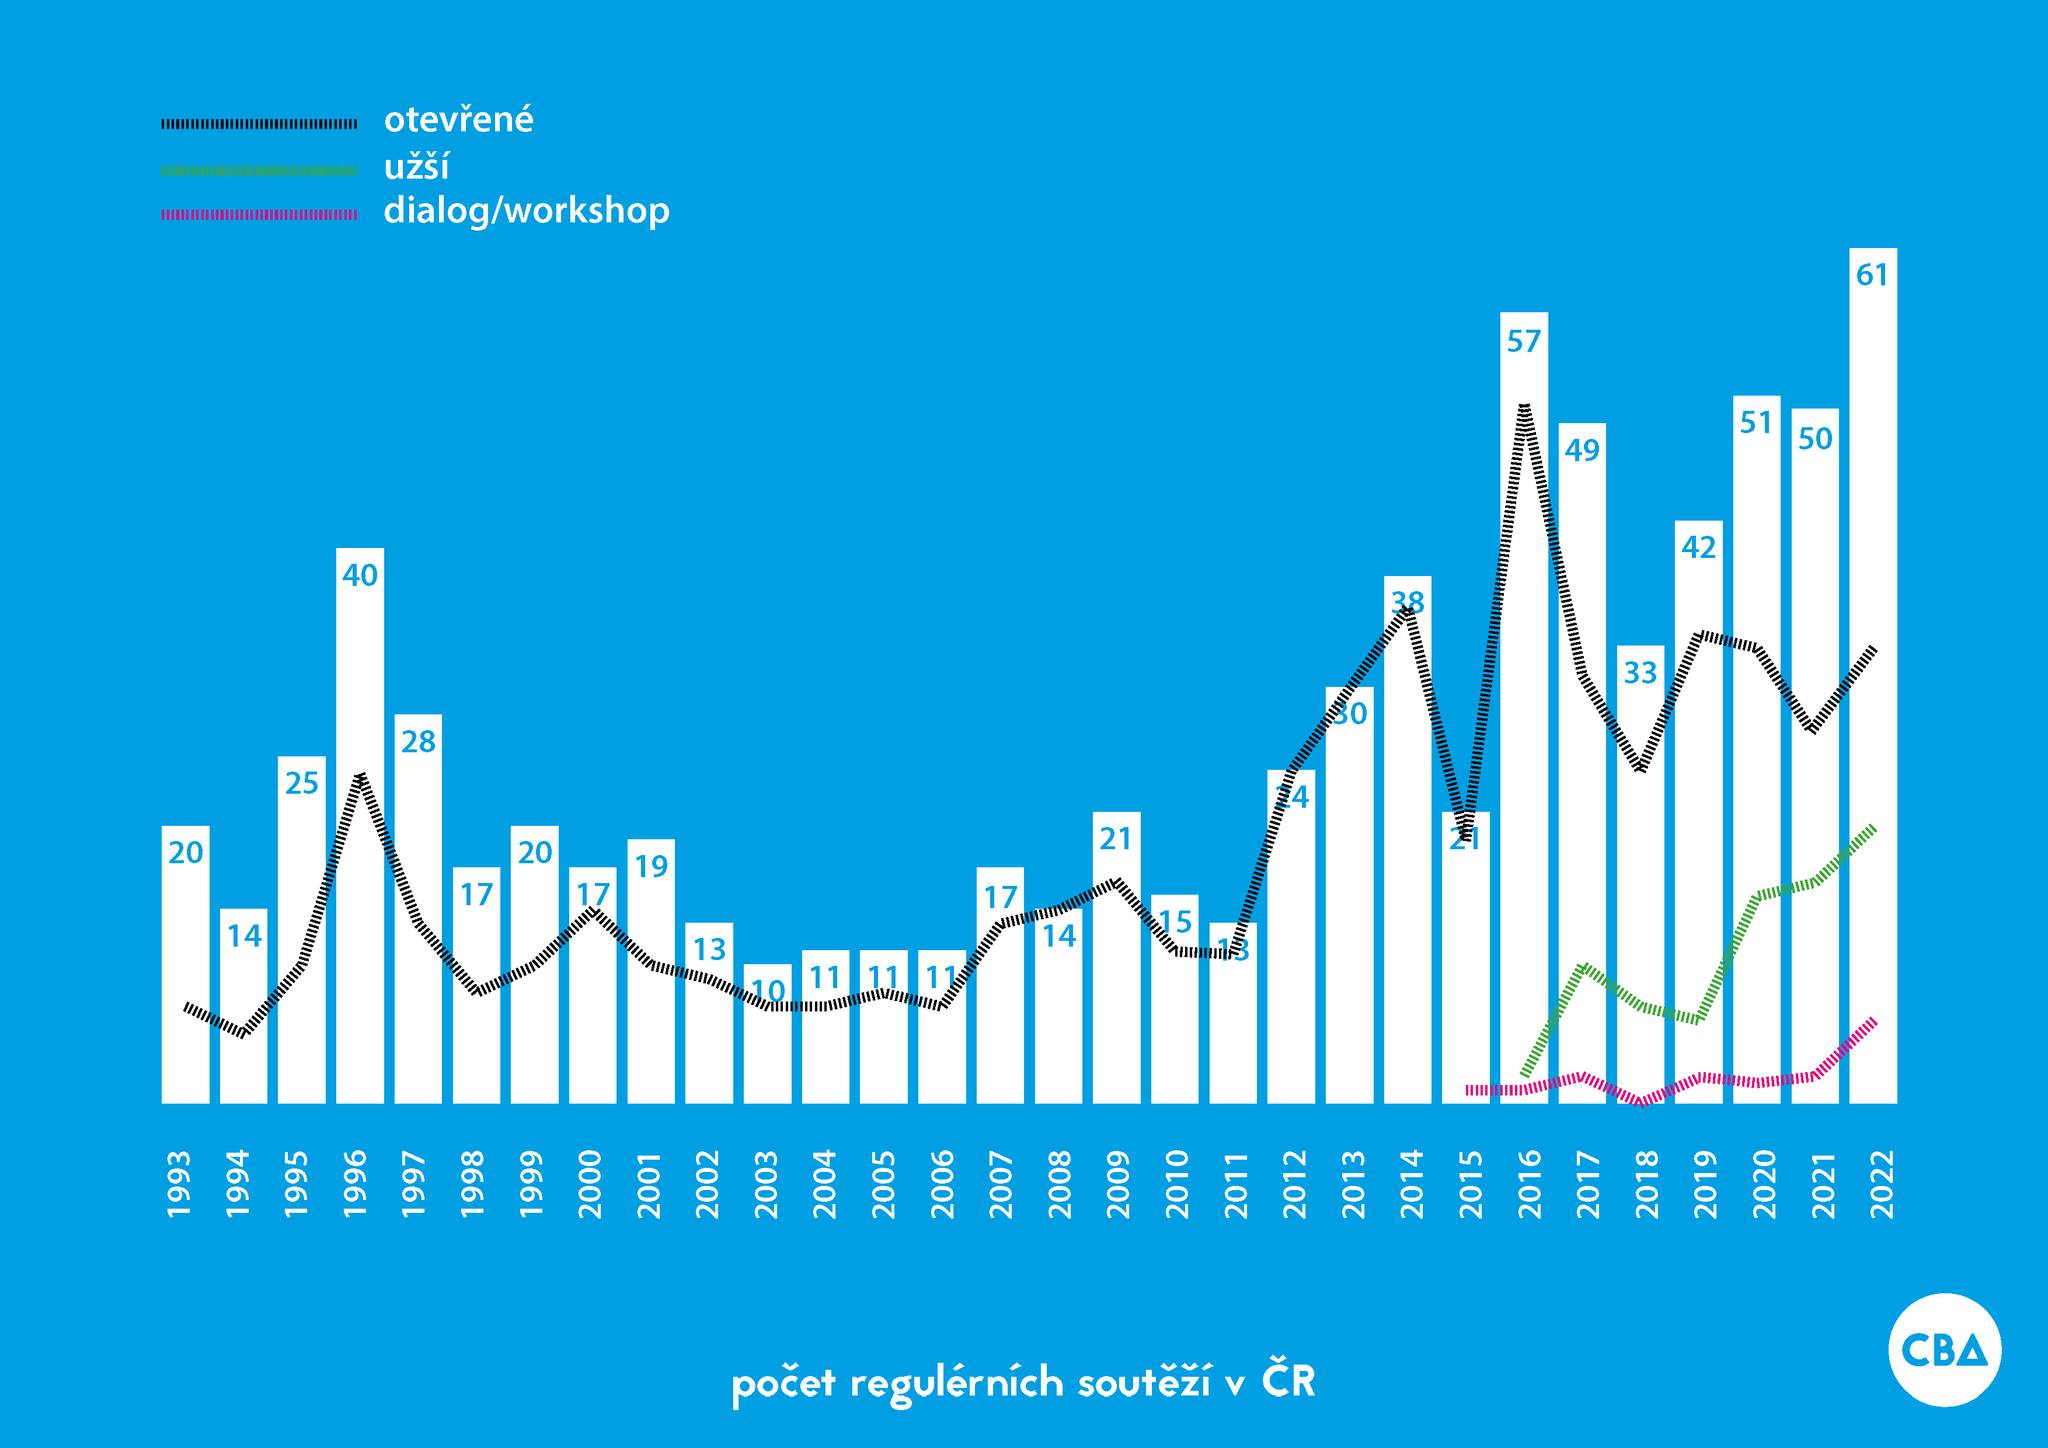 otevřené
užší
dialog/workshop
20 14 25 40 28 17 20 17 19 13 10 11 11 11 17 14 21 15 13 24 30 38 21 57 49 33 42 51 50 61
1993 1994 1995 1996 1997 1998 1999 2000 2001 2002 2003 2004 2005 2006 2007 2008 2009 2010 2011 2012 2013 2014 2015 2016 2017 2018 2019 2020 2021 2022
CBA
počet regulérních soutěží v ČR